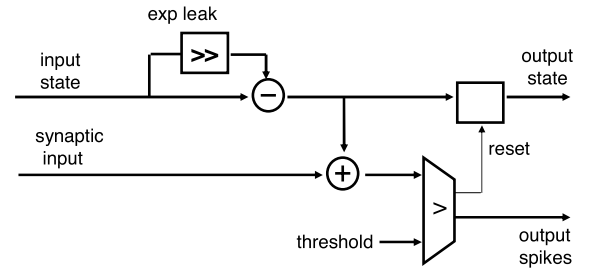 exp leak
>>
input
state
output
state
−
synaptic
input
reset
+
>
threshold
output
spikes